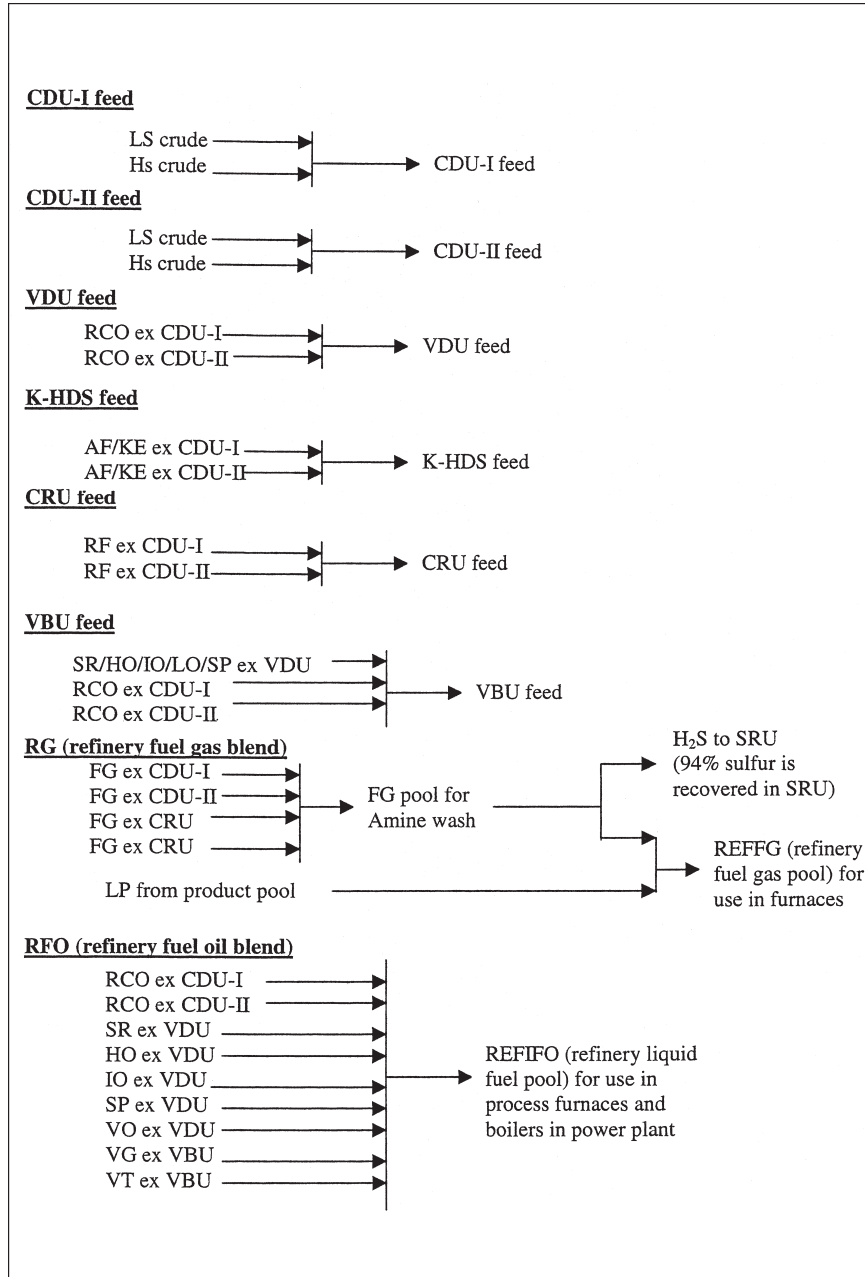 CDU-I feed
LS crude
Hs crude
CDU-I feed
CDU-II feed
LS crude
Hs crude
CDU-II feed
VDU feed
RCO ex CDU-I
RCO ex CDU-II
VDU feed
K-HDS feed
AF/KE ex CDU-I
AF/KE ex CDU-II
K-HDS feed
CRU feed
RF ex CDU-I
RF ex CDU-II
CRU feed
VBU feed
SR/HO/IO/LO/SP ex VDU
RCO ex CDU-I
RCO ex CDU-II
VBU feed
RG (refinery fuel gas blend)
FG ex CDU-I
FG ex CDU-II
FG ex CRU
FG ex CRU
FG pool for
Amine wash
H₂S to SRU
(94% sulfur is
recovered in SRU)
LP from product pool
REFFG (refinery
fuel gas pool) for
use in furnaces
RFO (refinery fuel oil blend)
RCO ex CDU-I
RCO ex CDU-II
SR ex VDU
HO ex VDU
IO ex VDU
SP ex VDU
VO ex VDU
VG ex VBU
VT ex VBU
REFIFO (refinery liquid
fuel pool) for use in
process furnaces and
boilers in power plant